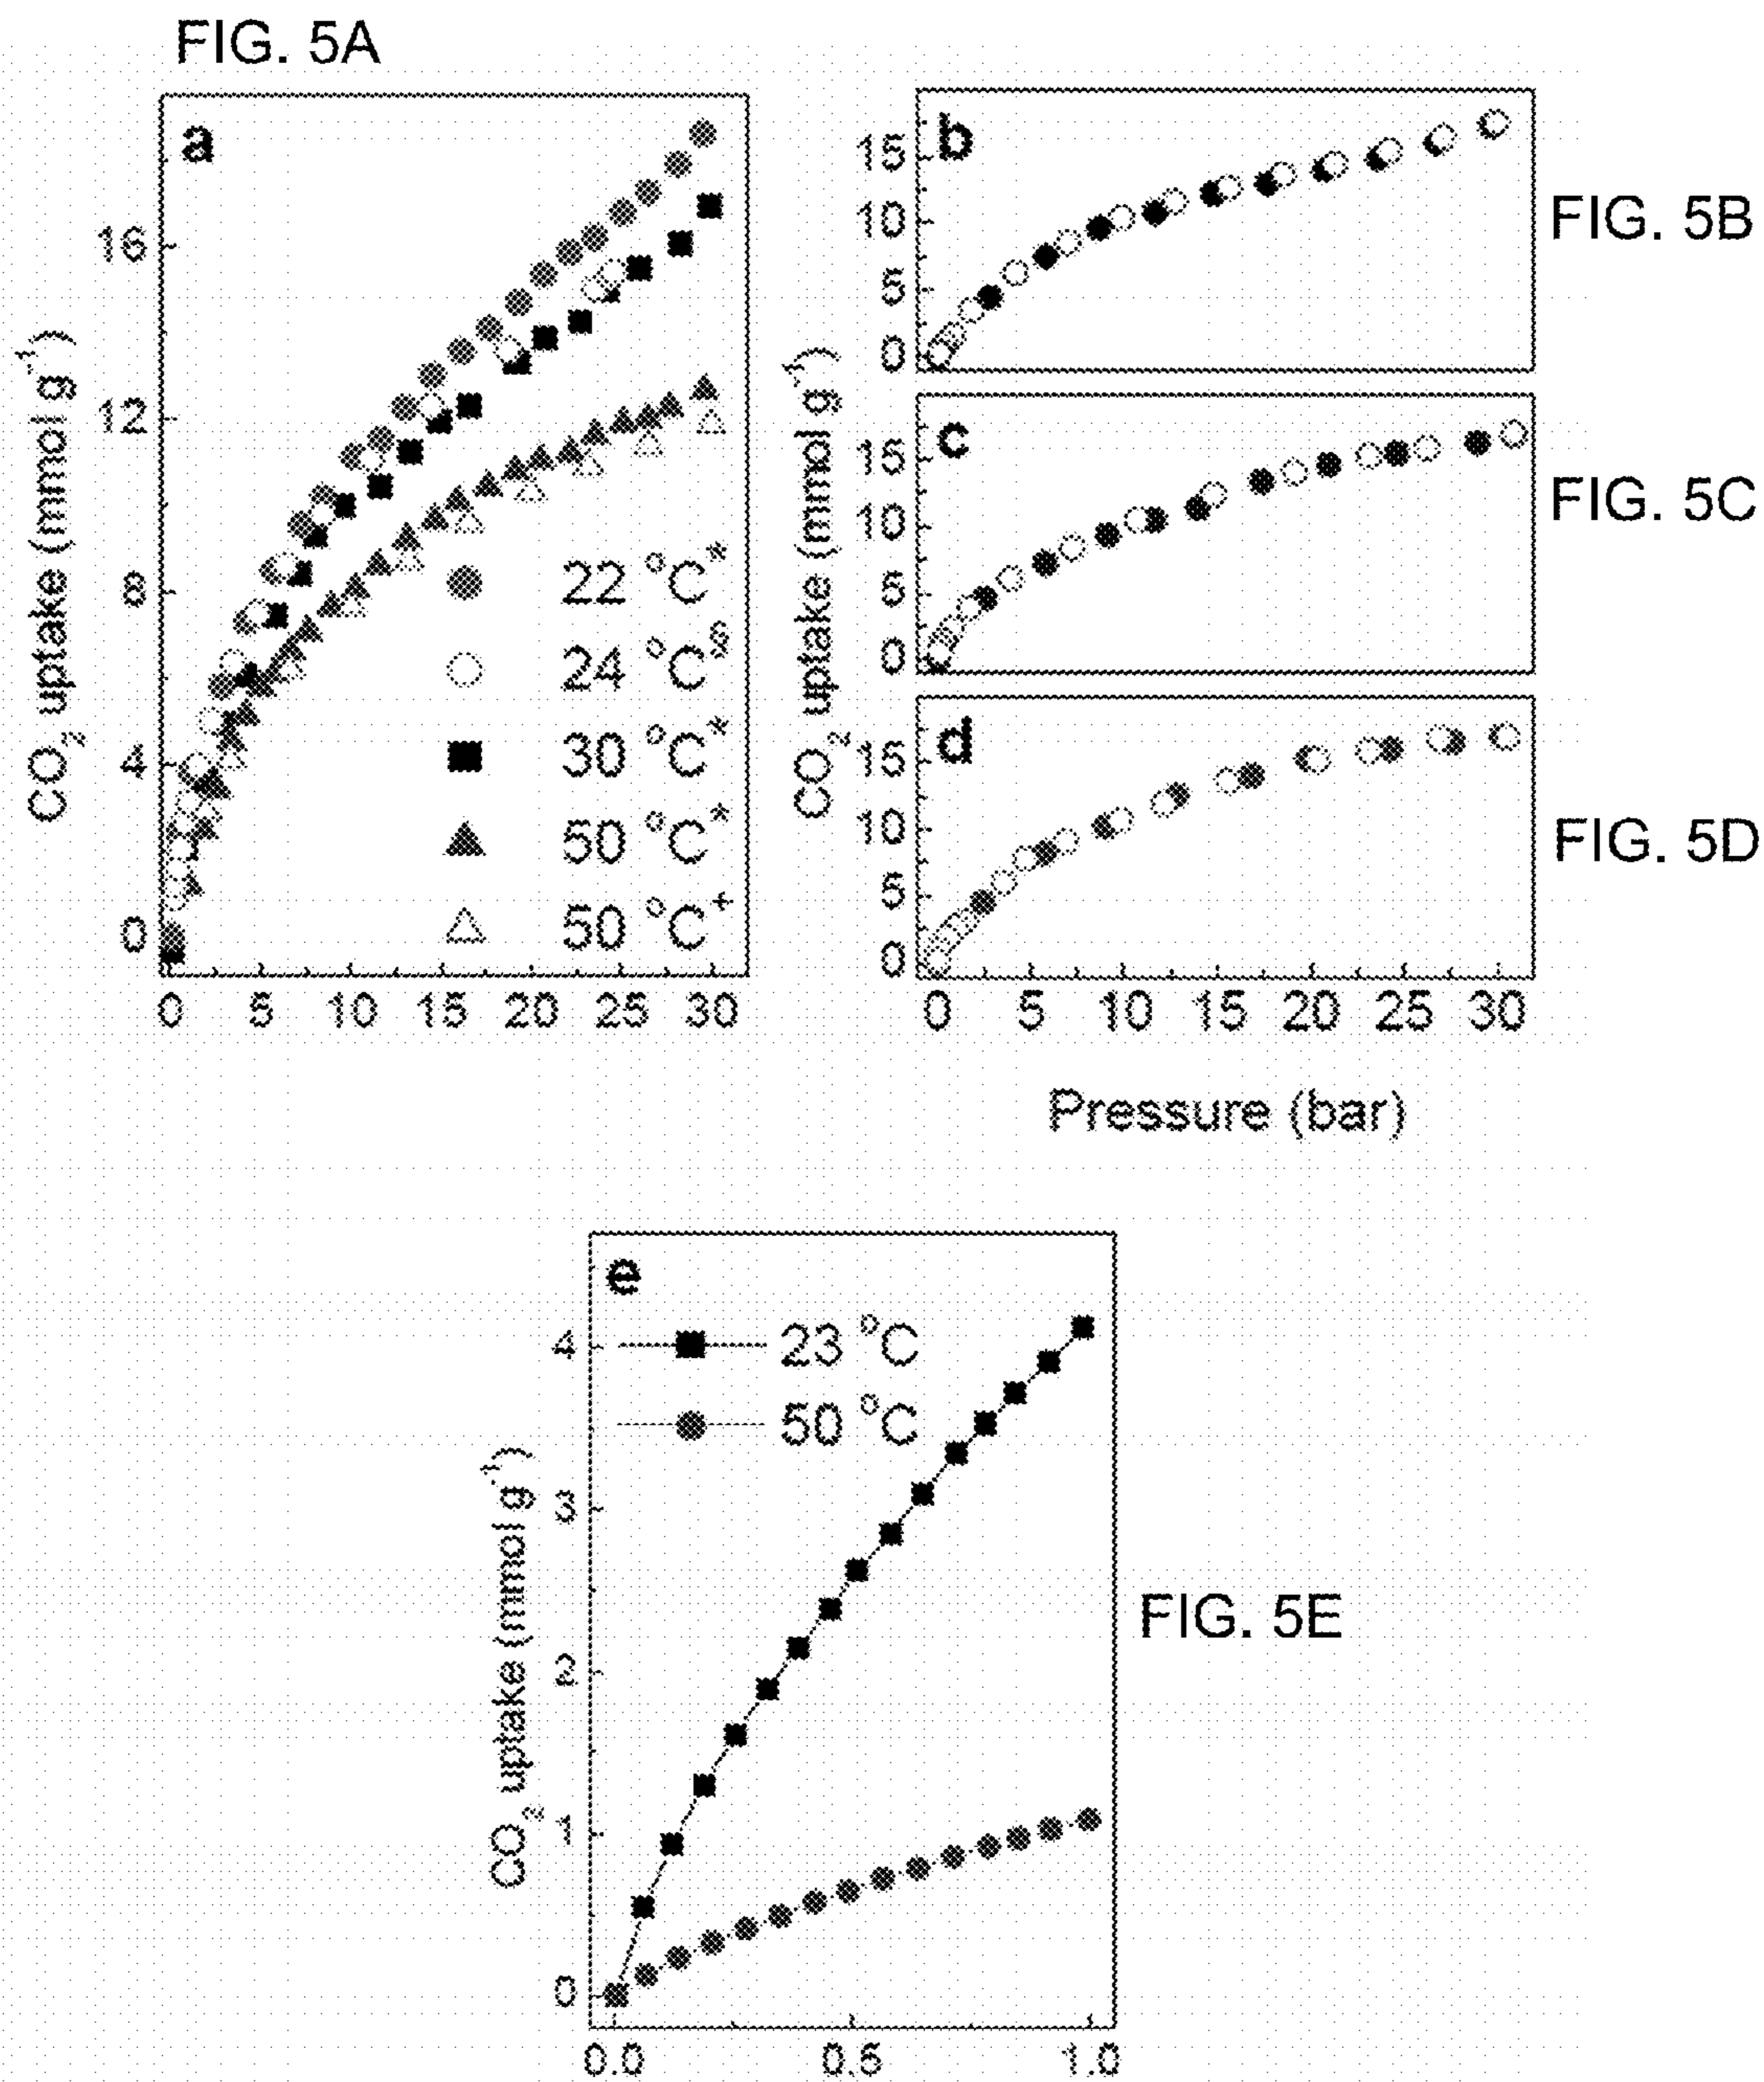 FIG. 5A
a
CO2 uptake (mmol g-1)
16
12
8
4
0
22 °C*
24 °C§
30 °C*
50 °C*
50 °C+
0 5 10 15 20 25 30
b
CO2 uptake (mmol g-1)
15
10
5
0
FIG. 5B
c
15
10
5
0
FIG. 5C
d
15
10
5
0
FIG. 5D
0 5 10 15 20 25 30
Pressure (bar)
e
23 °C
50 °C
CO2 uptake (mmol g-1)
4
3
2
1
0
FIG. 5E
0.0 0.5 1.0